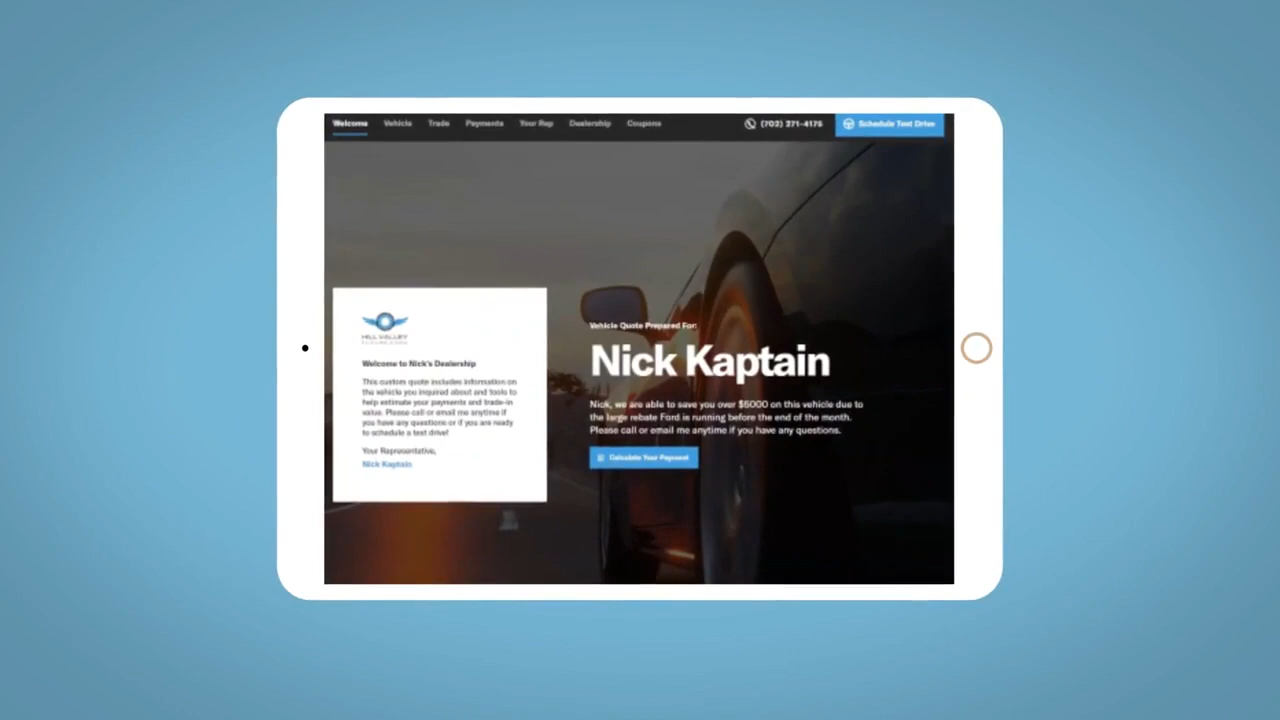 Welcome Vehicle Trade Payments Your Rep Dealership Coupons (702) 271-4175 Schedule Test Drive
HILL VALLEY
Welcome to Nick's Dealership
This custom quote includes information on
the vehicle you inquired about and tools to
help estimate your payments and trade-in
value. Please call or email me anytime if
you have any questions or if you are ready
to schedule a test drive!
Your Representative,
Nick Kaptain
Vehicle Quote Prepared For:
Nick Kaptain
Nick, we are able to save you over $5000 on this vehicle due to
the large rebate Ford is running before the end of the month.
Please call or email me anytime if you have any questions.
Calculate Your Payment